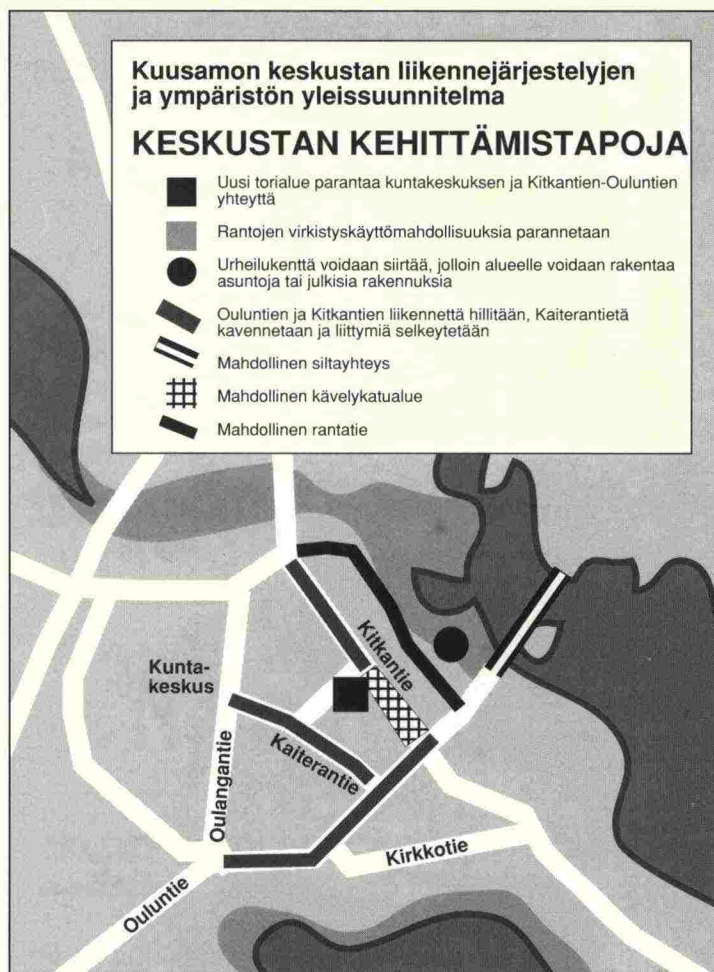 Kuusamon keskustan liikennejärjestelyjen
ja ympäristön yleissuunnitelma
KESKUSTAN KEHITTÄMISTAPOJA
Uusi torialue parantaa kuntakeskuksen ja Kitkantien-Ouluntien
yhteyttä
Rantojen virkistyskäyttömahdollisuuksia parannetaan
Urheilukenttä voidaan siirtää, jolloin alueelle voidaan rakentaa
asuntoja tai julkisia rakennuksia
Ouluntien ja Kitkantien liikennettä hillitään, Kaiterantietä
kavennetaan ja liittymiä selkeytetään
Mahdollinen siltayhteys
Mahdollinen kävelykatualue
Mahdollinen rantatie
Kitkantie
Kunta-
keskus
Kaiterantie
Oulangantie
Kirkkotie
Ouluntie